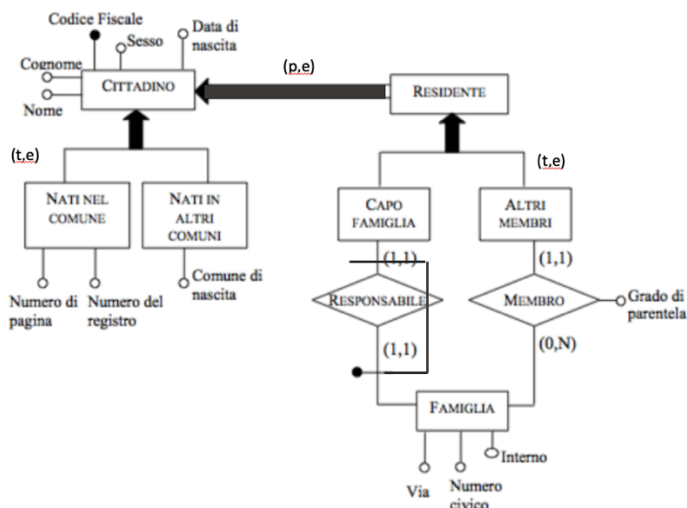 Codice Fiscale
Sesso
Data di
nascita
Cognome
CITTADINO
Nome
(p,e)
RESIDENTE
(t,e)
(t,e)
NATI NEL
COMUNE
NATI IN
ALTRI
COMUNI
CAPO
FAMIGLIA
ALTRI
MEMBRI
Numero di
pagina
Numero del
registro
Comune di
nascita
(1,1)
(1,1)
RESPONSABILE
MEMBRO
Grado di
parentela
(1,1)
(0,N)
FAMIGLIA
Interno
Via
Numero
civico